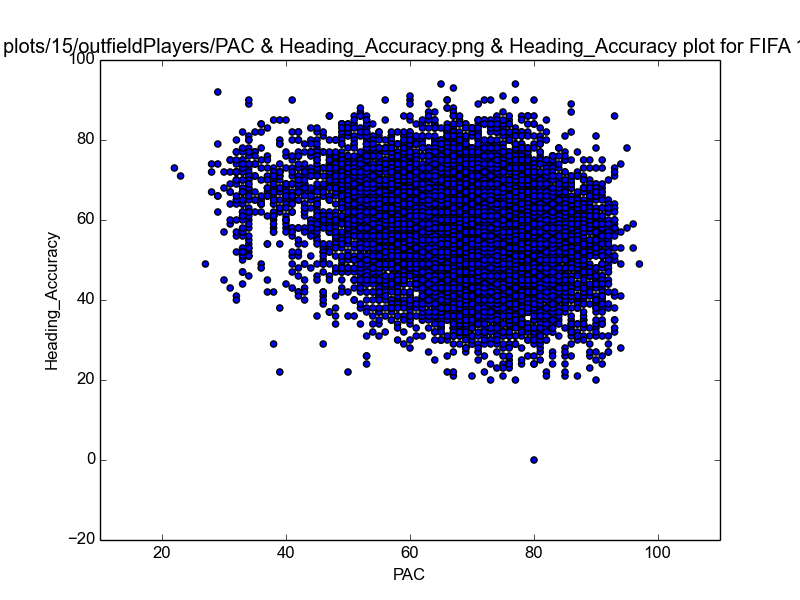 plots/15/outfieldPlayers/PAC & Heading_Accuracy.png & Heading_Accuracy plot for FIFA 1
100
80
60
40
20
0
−20
Heading_Accuracy
20 40 60 80 100
PAC